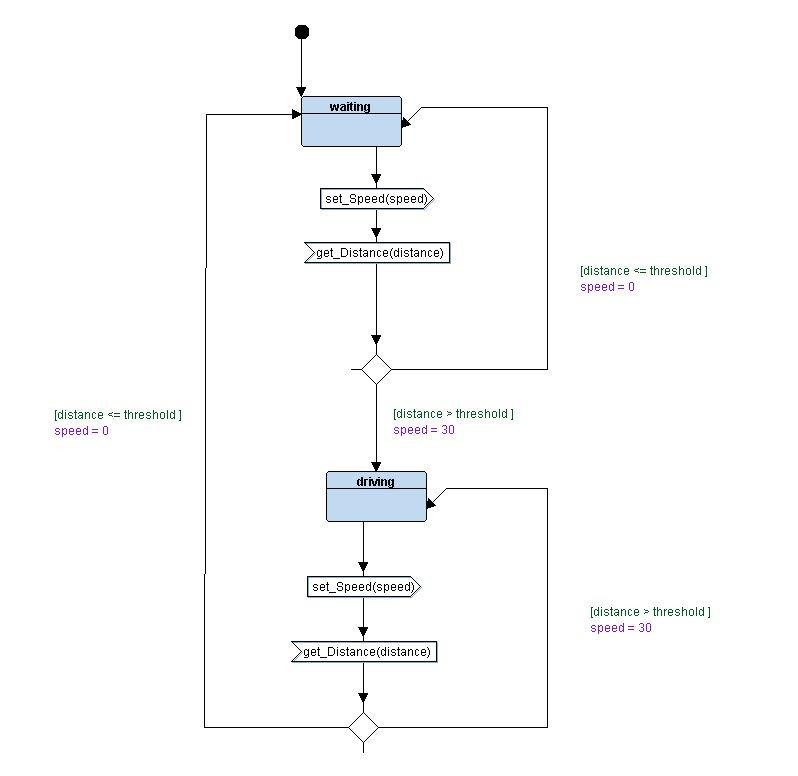 waiting
set_Speed(speed)
get_Distance(distance)
[distance <= threshold ]
speed = 0
[distance <= threshold ]
speed = 0
[distance > threshold ]
speed = 30
driving
set_Speed(speed)
[distance > threshold ]
speed = 30
get_Distance(distance)